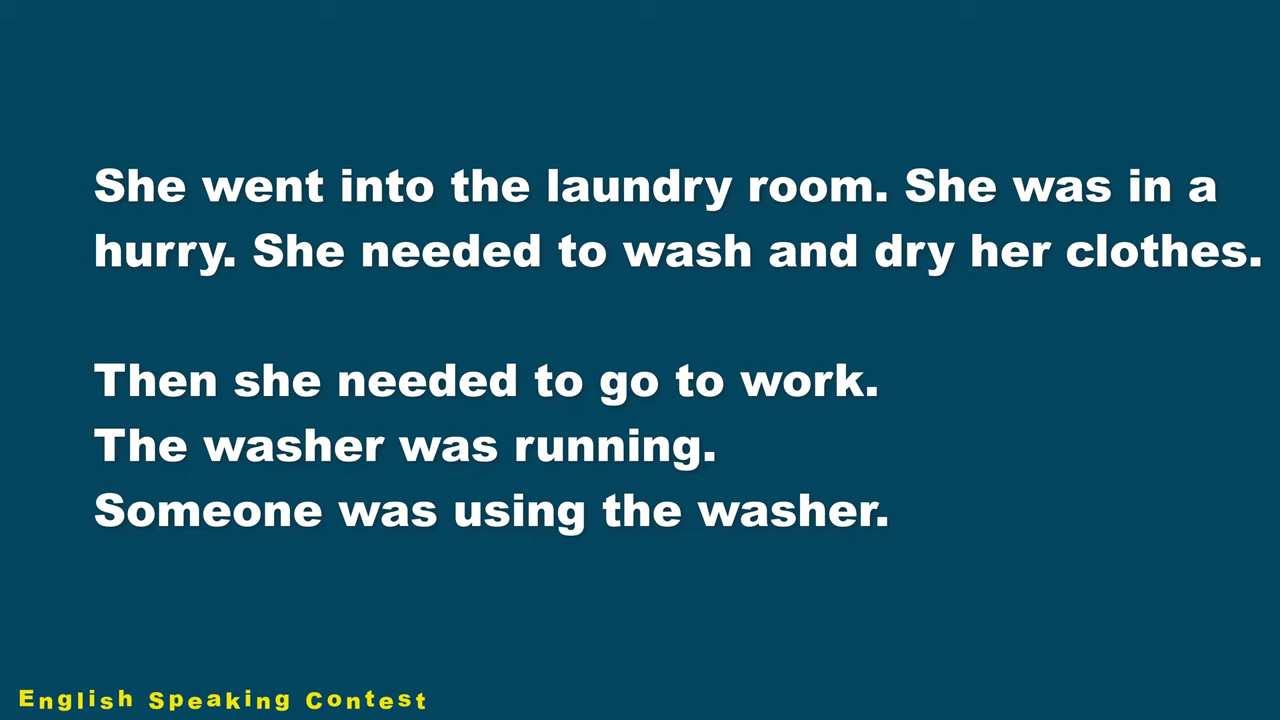 She went into the laundry room. She was in a
hurry. She needed to wash and dry her clothes.
Then she needed to go to work.
The washer was running.
Someone was using the washer.
English Speaking Contest